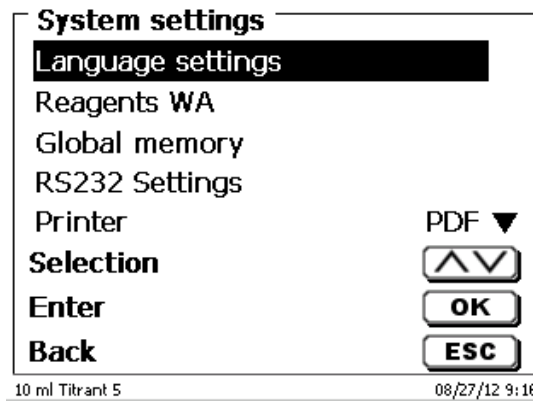 System settings
Language settings
Reagents WA
Global memory
RS232 Settings
Printer PDF ▼
Selection
Enter OK
Back ESC
10 ml Titrant 5 08/27/12 9:16